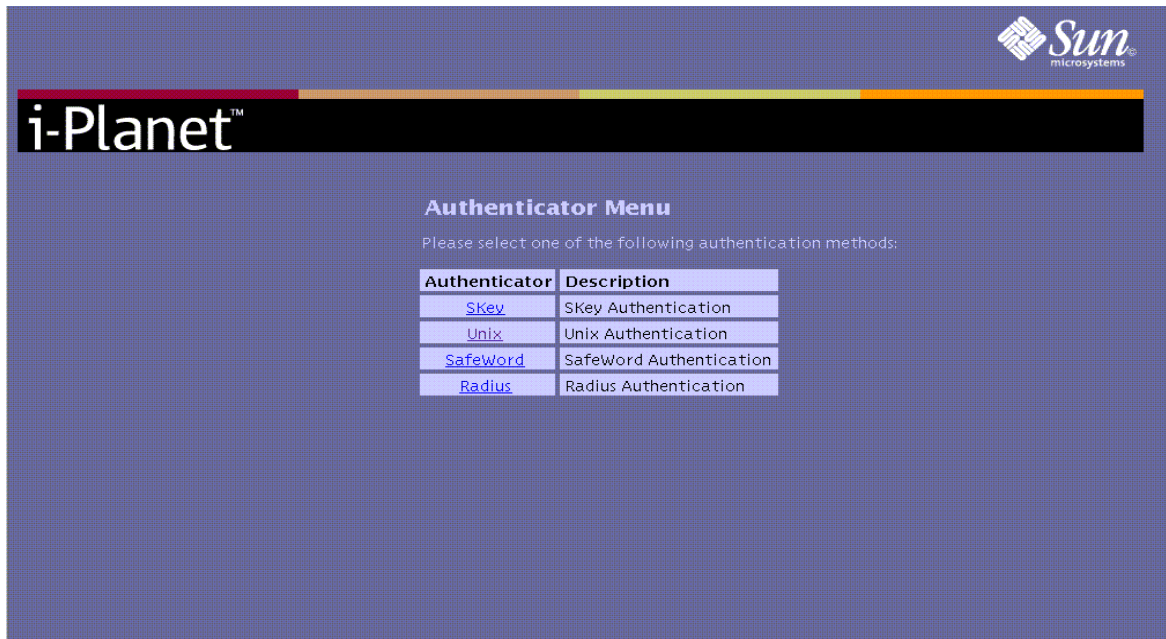 Sun©
microsystems
i-Planet™
Authenticator Menu
Please select one of the following authentication methods:
Authenticator Description
SKey SKey Authentication
Unix Unix Authentication
SafeWord SafeWord Authentication
Radius Radius Authentication